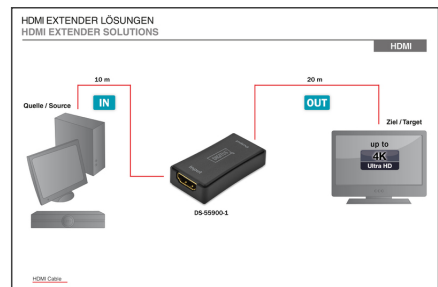 HDMI EXTENDER LÖSUNGEN
HDMI EXTENDER SOLUTIONS
HDMI
10 m
20 m
Quelle / Source
IN
OUT
Ziel / Target
up to
4K
Ultra HD
DS-55900-1
HDMI Cable